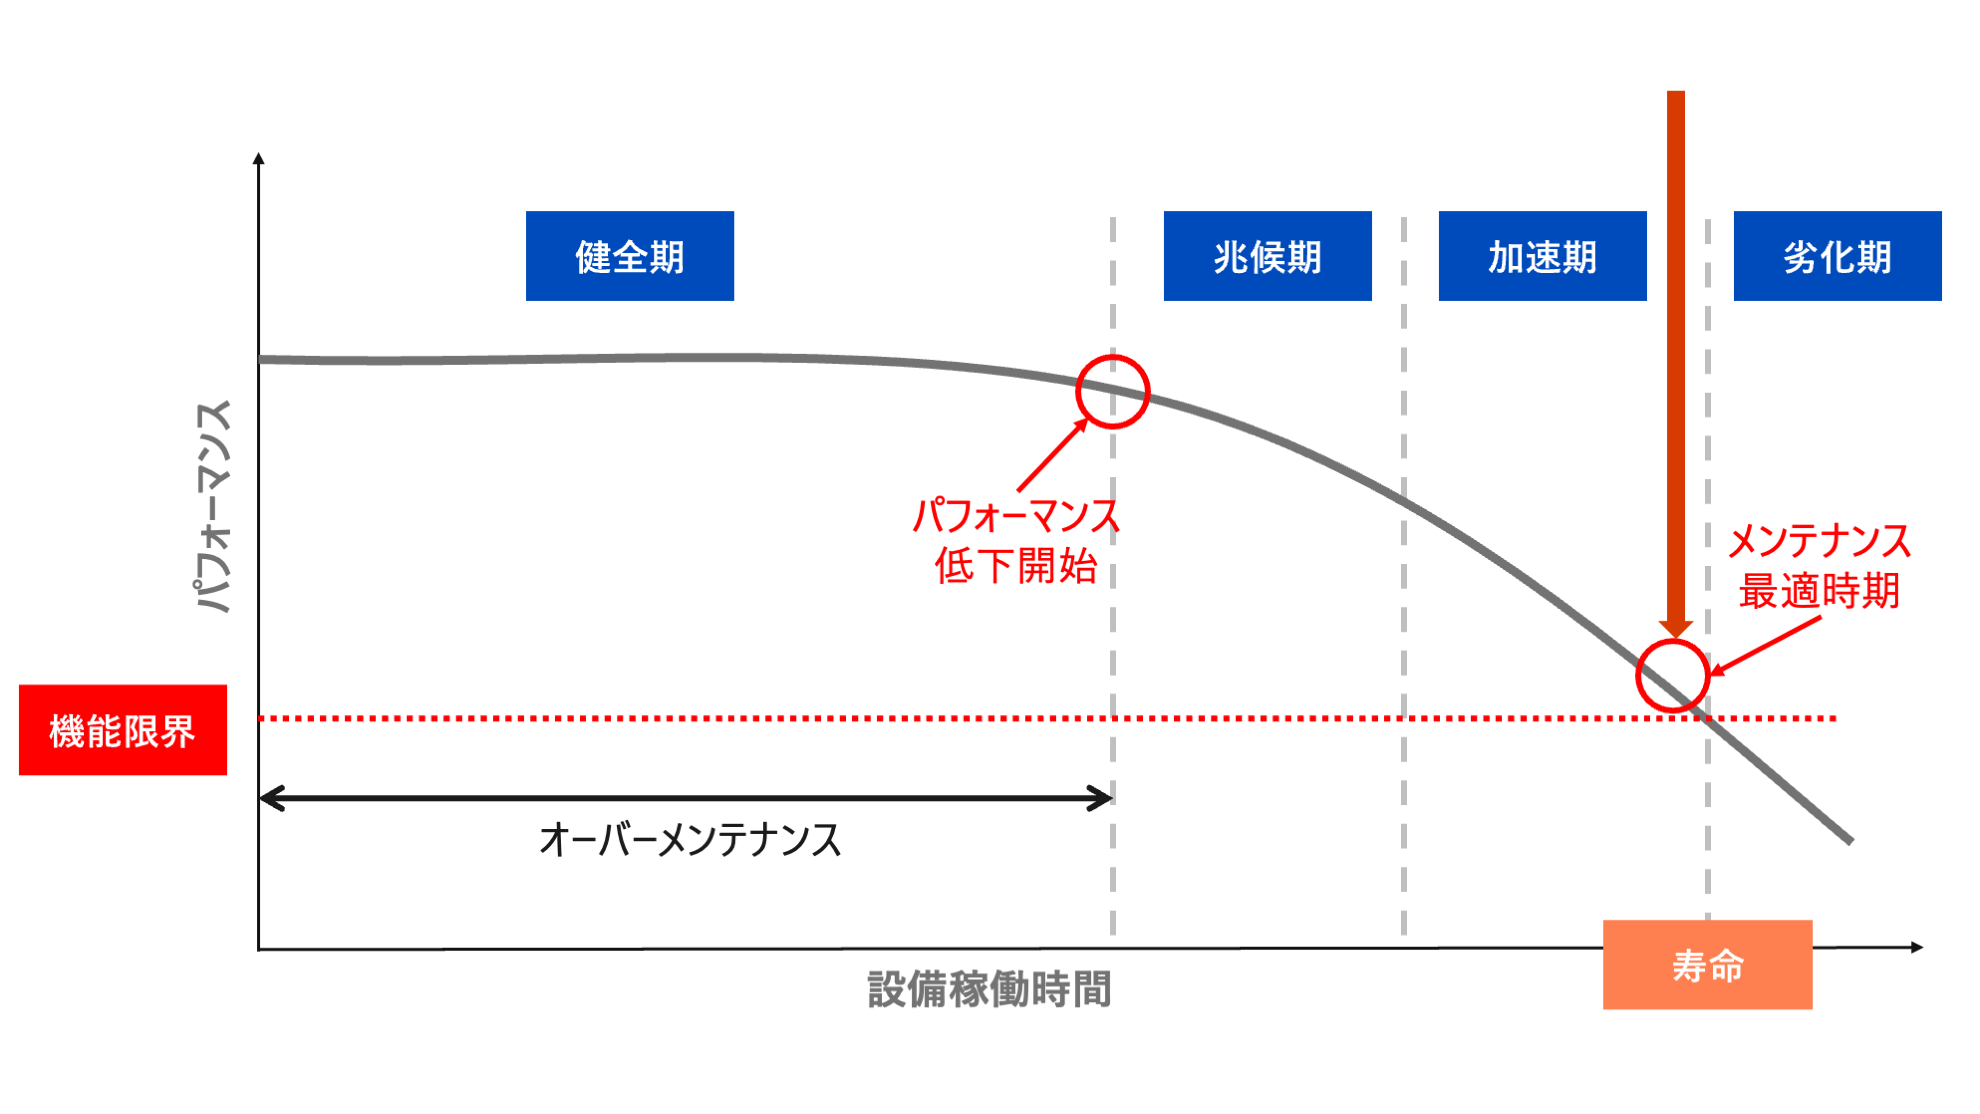 健全期
兆候期
加速期
劣化期
パフォーマンス
パフォーマンス
低下開始
メンテナンス
最適時期
機能限界
オーバーメンテナンス
寿命
設備稼働時間